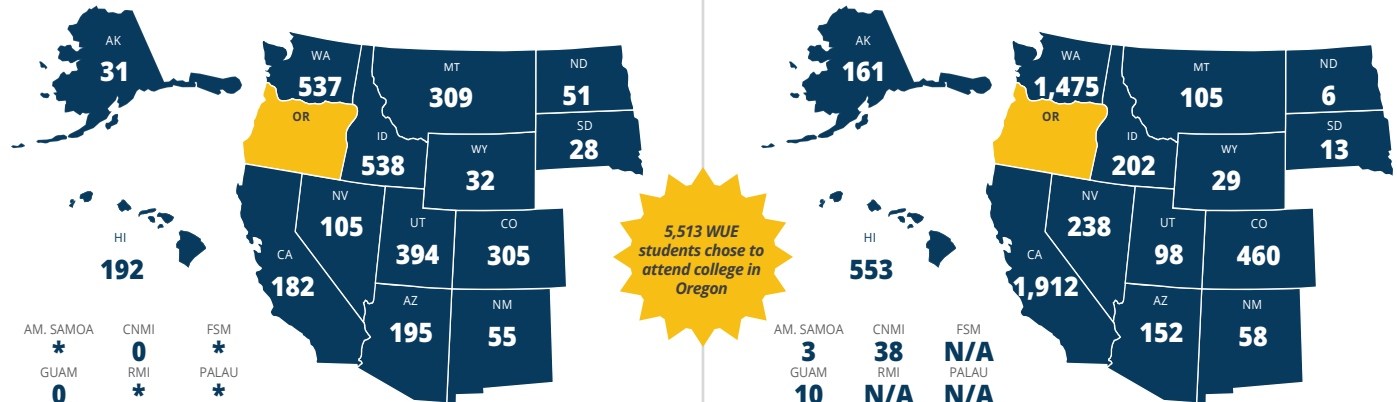 AK
31
WA
537
MT
309
ND
51
OR
ID
538
SD
28
WY
32
NV
105
UT
394
CO
305
HI
192
CA
182
AZ
195
NM
55
AM. SAMOA CNMI FSM
* 0 *
GUAM RMI PALAU
0 * *
5,513 WUE
students chose to
attend college in
Oregon
AK
161
WA
1,475
MT
105
ND
6
OR
ID
202
SD
13
WY
29
NV
238
UT
98
CO
460
HI
553
CA
1,912
AZ
152
NM
58
AM. SAMOA CNMI FSM
3 38 N/A
GUAM RMI PALAU
10 N/A N/A